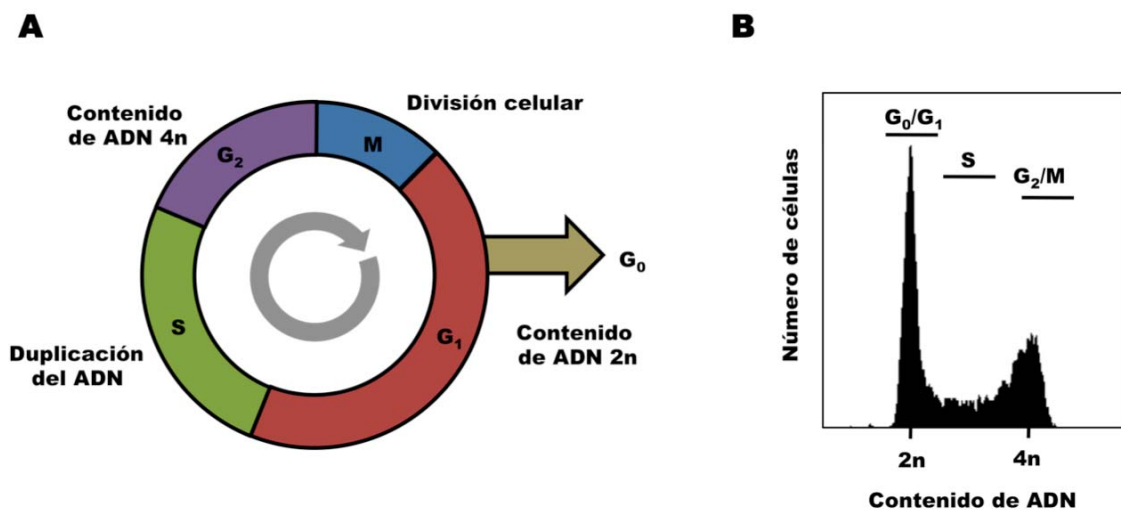 A
Contenido
de ADN 4n
División celular
G₂
M
S
G₁
G₀
Duplicación
del ADN
Contenido
de ADN 2n
B
Número de células
G₀/G₁
S
G₂/M
2n
4n
Contenido de ADN